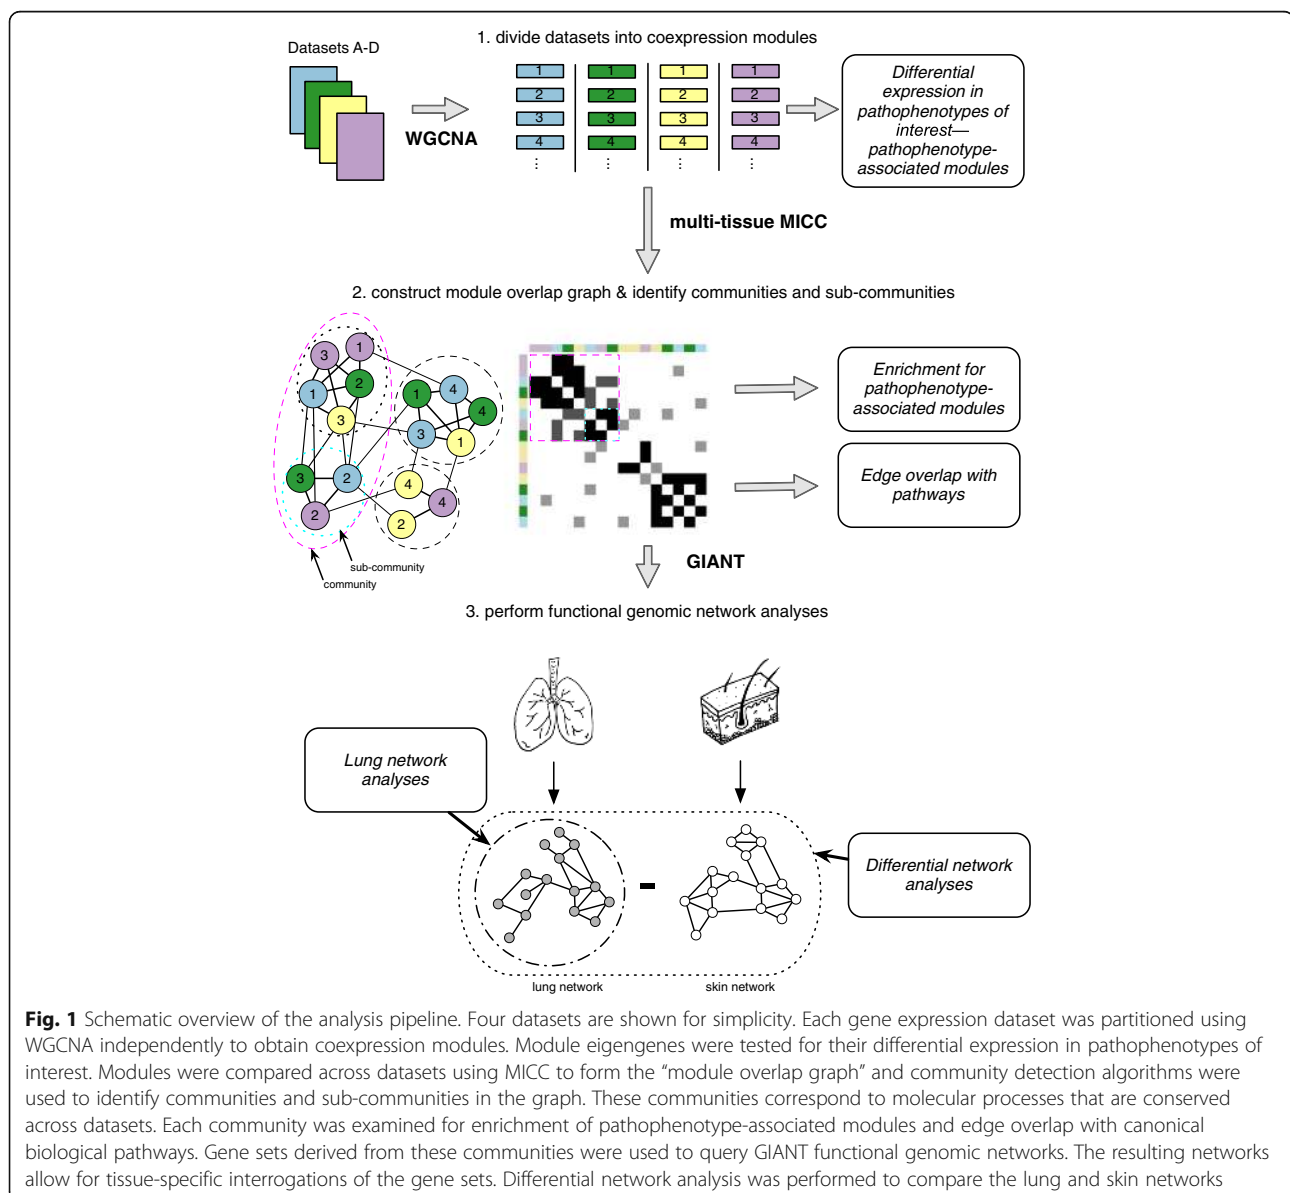 1. divide datasets into coexpression modules
Datasets A-D
WGCNA
1 1 1 1
2 2 2 2
3 3 3 3
4 4 4 4
⋮ ⋮ ⋮ ⋮
Differential
expression in
pathophenotypes of
interest—
pathophenotype-
associated modules
multi-tissue MICC
2. construct module overlap graph & identify communities and sub-communities
3
1
2
1
3
3
2
2
1
4
4
3
1
4
4
2
sub-community
community
Enrichment for
pathophenotype-
associated modules
Edge overlap with
pathways
GIANT
3. perform functional genomic network analyses
Lung network
analyses
-
Differential network
analyses
lung network
skin network
Fig. 1 Schematic overview of the analysis pipeline. Four datasets are shown for simplicity. Each gene expression dataset was partitioned using
WGCNA independently to obtain coexpression modules. Module eigengenes were tested for their differential expression in pathophenotypes of
interest. Modules were compared across datasets using MICC to form the “module overlap graph” and community detection algorithms were
used to identify communities and sub-communities in the graph. These communities correspond to molecular processes that are conserved
across datasets. Each community was examined for enrichment of pathophenotype-associated modules and edge overlap with canonical
biological pathways. Gene sets derived from these communities were used to query GIANT functional genomic networks. The resulting networks
allow for tissue-specific interrogations of the gene sets. Differential network analysis was performed to compare the lung and skin networks